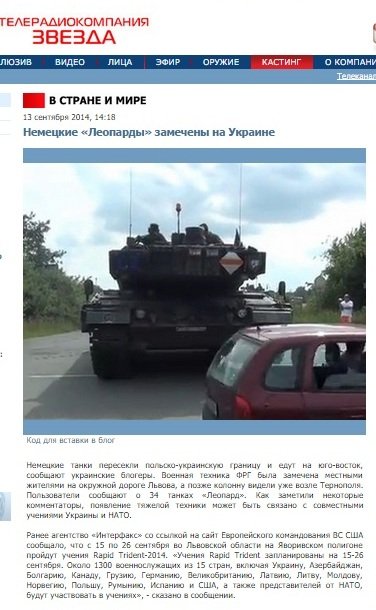 ТЕЛЕРАДИОКОМПАНИЯ
ЗВЕЗДА
ЛЮЗИВ ВИДЕО ЛИЦА ЭФИР ОРУЖИЕ КАСТИНГ О КОМПАНИ
Телеканал
В СТРАНЕ И МИРЕ
13 сентября 2014, 14:18
Немецкие «Леопарды» замечены на Украине
Код для вставки в блог
Немецкие танки пересекли польско-украинскую границу и едут на юго-восток,
сообщают украинские блогеры. Военная техника ФРГ была замечена местными
жителями на окружной дороге Львова, а позже колонну видели уже возле Тернополя.
Пользователи сообщают о 34 танках «Леопард». Как заметили некоторые
комментаторы, появление тяжелой техники может быть связано с совместными
учениями Украины и НАТО.
Ранее агентство «Интерфакс» со ссылкой на сайт Европейского командования ВС США
сообщало, что с 15 по 26 сентября во Львовской области на Яворивском полигоне
пройдут учения Rapid Trident-2014. «Учения Rapid Trident запланированы на 15-26
сентября. Около 1300 военнослужащих из 15 стран, включая Украину, Азербайджан,
Болгарию, Канаду, Грузию, Германию, Великобританию, Латвию, Литву, Молдову,
Норвегию, Польшу, Румынию, Испанию и США, а также представителей от НАТО,
будут участвовать в учениях», - сказано в сообщении.